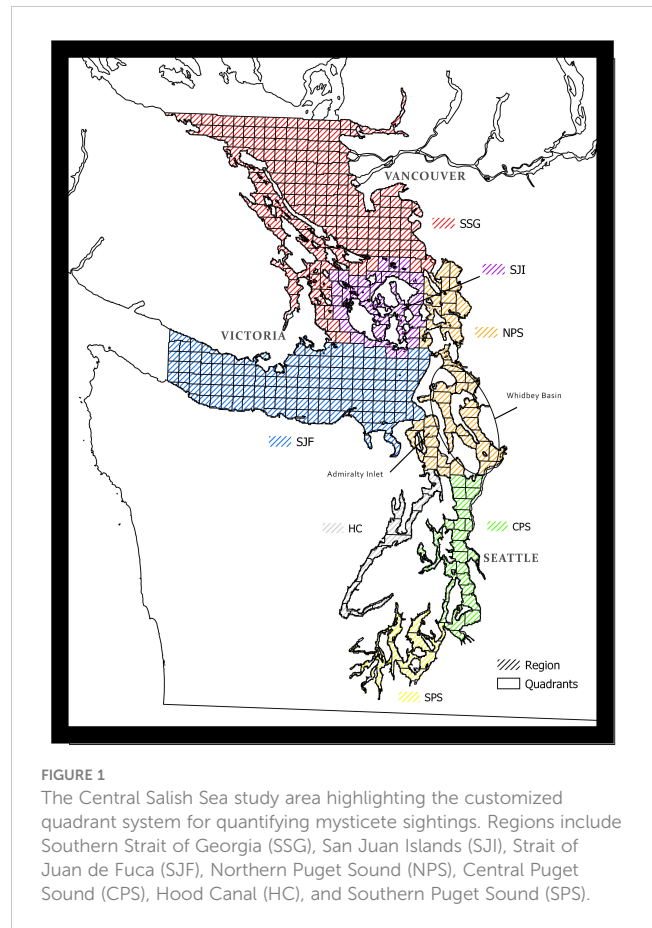 VANCOUVER
SSG
SJI
VICTORIA
NPS
Whidbey Basin
SJF
Admiralty Inlet
HC
CPS
SEATTLE
Region
Quadrants
SPS
FIGURE 1
The Central Salish Sea study area highlighting the customized
quadrant system for quantifying mysticete sightings. Regions include
Southern Strait of Georgia (SSG), San Juan Islands (SJI), Strait of
Juan de Fuca (SJF), Northern Puget Sound (NPS), Central Puget
Sound (CPS), Hood Canal (HC), and Southern Puget Sound (SPS).